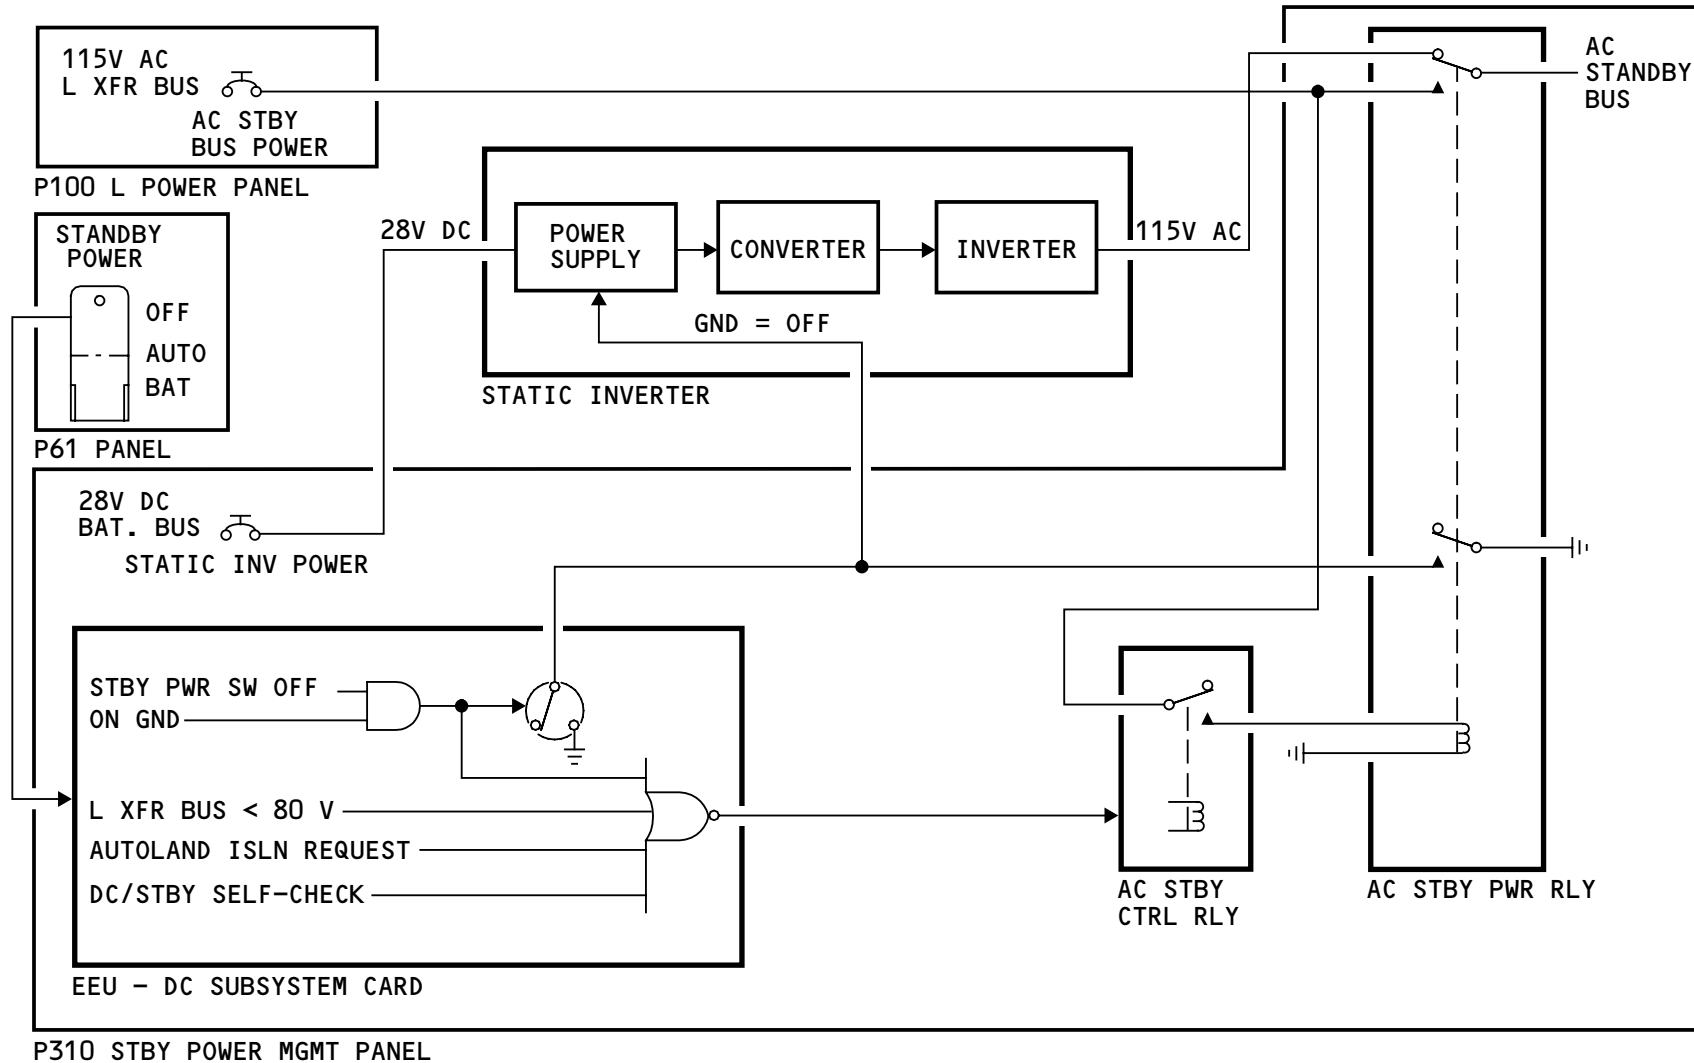 115V AC
L XFR BUS
AC STBY
BUS POWER
P100 L POWER PANEL
AC
STANDBY
BUS
STANDBY
POWER
OFF
AUTO
BAT
P61 PANEL
28V DC
POWER
SUPPLY
CONVERTER
INVERTER
115V AC
GND = OFF
STATIC INVERTER
28V DC
BAT. BUS
STATIC INV POWER
STBY PWR SW OFF
ON GND
L XFR BUS < 80 V
AUTOLAND ISLN REQUEST
DC/STBY SELF-CHECK
EEU - DC SUBSYSTEM CARD
AC STBY
CTRL RLY
AC STBY PWR RLY
P310 STBY POWER MGMT PANEL